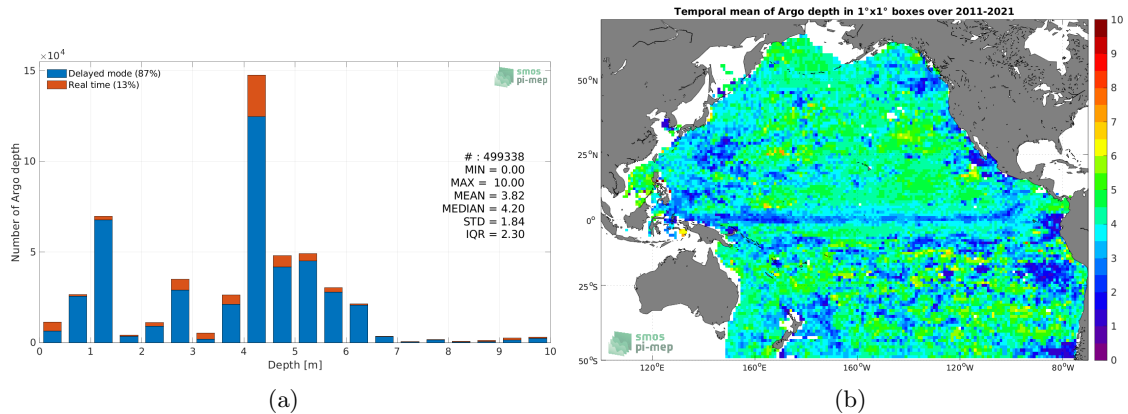 ×10⁴
15
10
5
0
0 1 2 3 4 5 6 7 8 9 10
Number of Argo depth
Depth [m]
Delayed mode (87%)
Real time (13%)
smos
pi-mep
# : 499338
MIN = 0.00
MAX = 10.00
MEAN = 3.82
MEDIAN = 4.20
STD = 1.84
IQR = 2.30
(a)
Temporal mean of Argo depth in 1°x1° boxes over 2011-2021
50°N
25°N
0°
25°S
50°S
120°E 160°E 160°W 120°W 80°W
smos
pi-mep
10
9
8
7
6
5
4
3
2
1
0
(b)